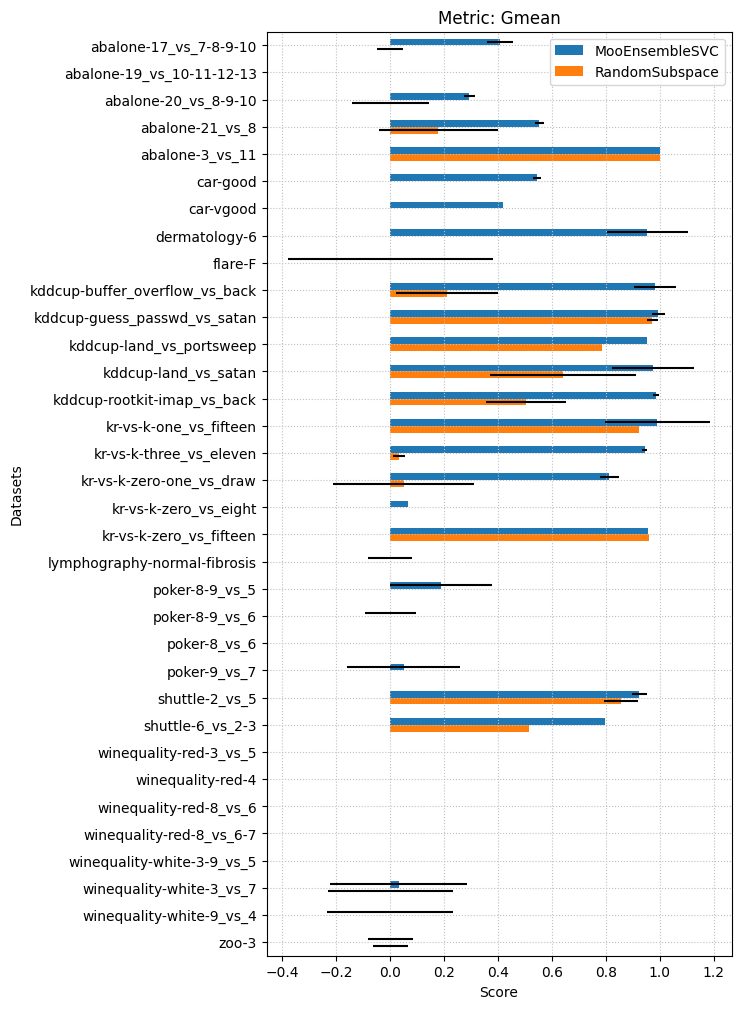 Metric: Gmean
MooEnsembleSVC
RandomSubspace
abalone-17_vs_7-8-9-10
abalone-19_vs_10-11-12-13
abalone-20_vs_8-9-10
abalone-21_vs_8
abalone-3_vs_11
car-good
car-vgood
dermatology-6
flare-F
kddcup-buffer_overflow_vs_back
kddcup-guess_passwd_vs_satan
kddcup-land_vs_portsweep
kddcup-land_vs_satan
kddcup-rootkit-imap_vs_back
kr-vs-k-one_vs_fifteen
kr-vs-k-three_vs_eleven
kr-vs-k-zero-one_vs_draw
kr-vs-k-zero_vs_eight
kr-vs-k-zero_vs_fifteen
lymphography-normal-fibrosis
poker-8-9_vs_5
poker-8-9_vs_6
poker-8_vs_6
poker-9_vs_7
shuttle-2_vs_5
shuttle-6_vs_2-3
winequality-red-3_vs_5
winequality-red-4
winequality-red-8_vs_6
winequality-red-8_vs_6-7
winequality-white-3-9_vs_5
winequality-white-3_vs_7
winequality-white-9_vs_4
zoo-3
Datasets
−0.4 −0.2 0.0 0.2 0.4 0.6 0.8 1.0 1.2
Score